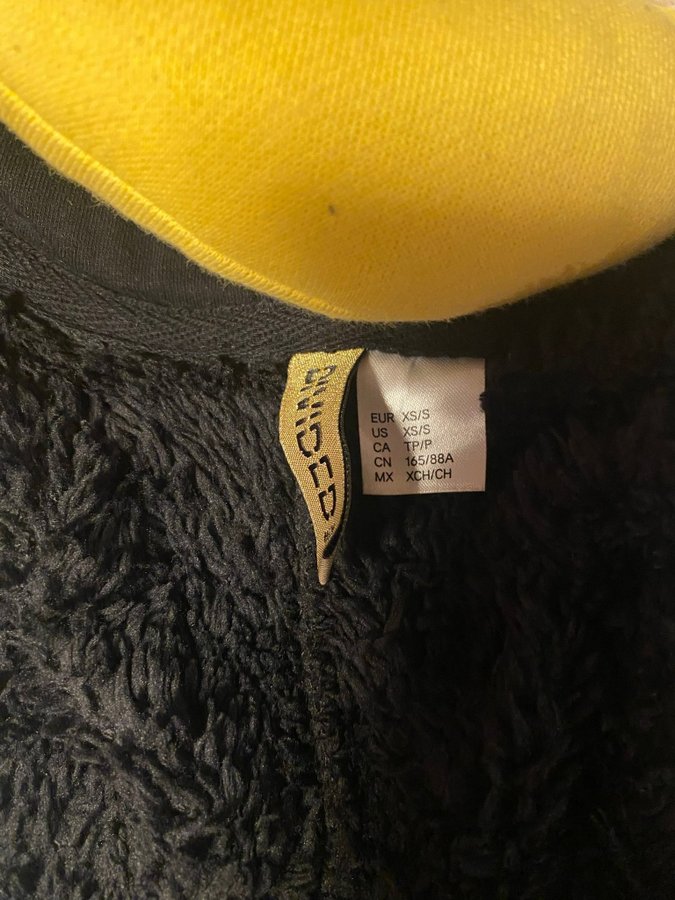 DIVIDED
EUR XS/S
US XS/S
CA TP/P
CN 165/88A
MX XCH/CH